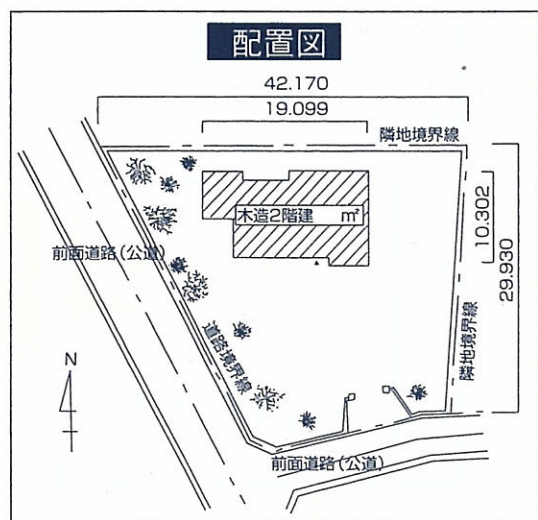 配置図
42.170
19.099
隣地境界線
木造2階建 m²
10.302
29.930
前面道路(公道)
道路境界線
隣地境界線
N
前面道路(公道)